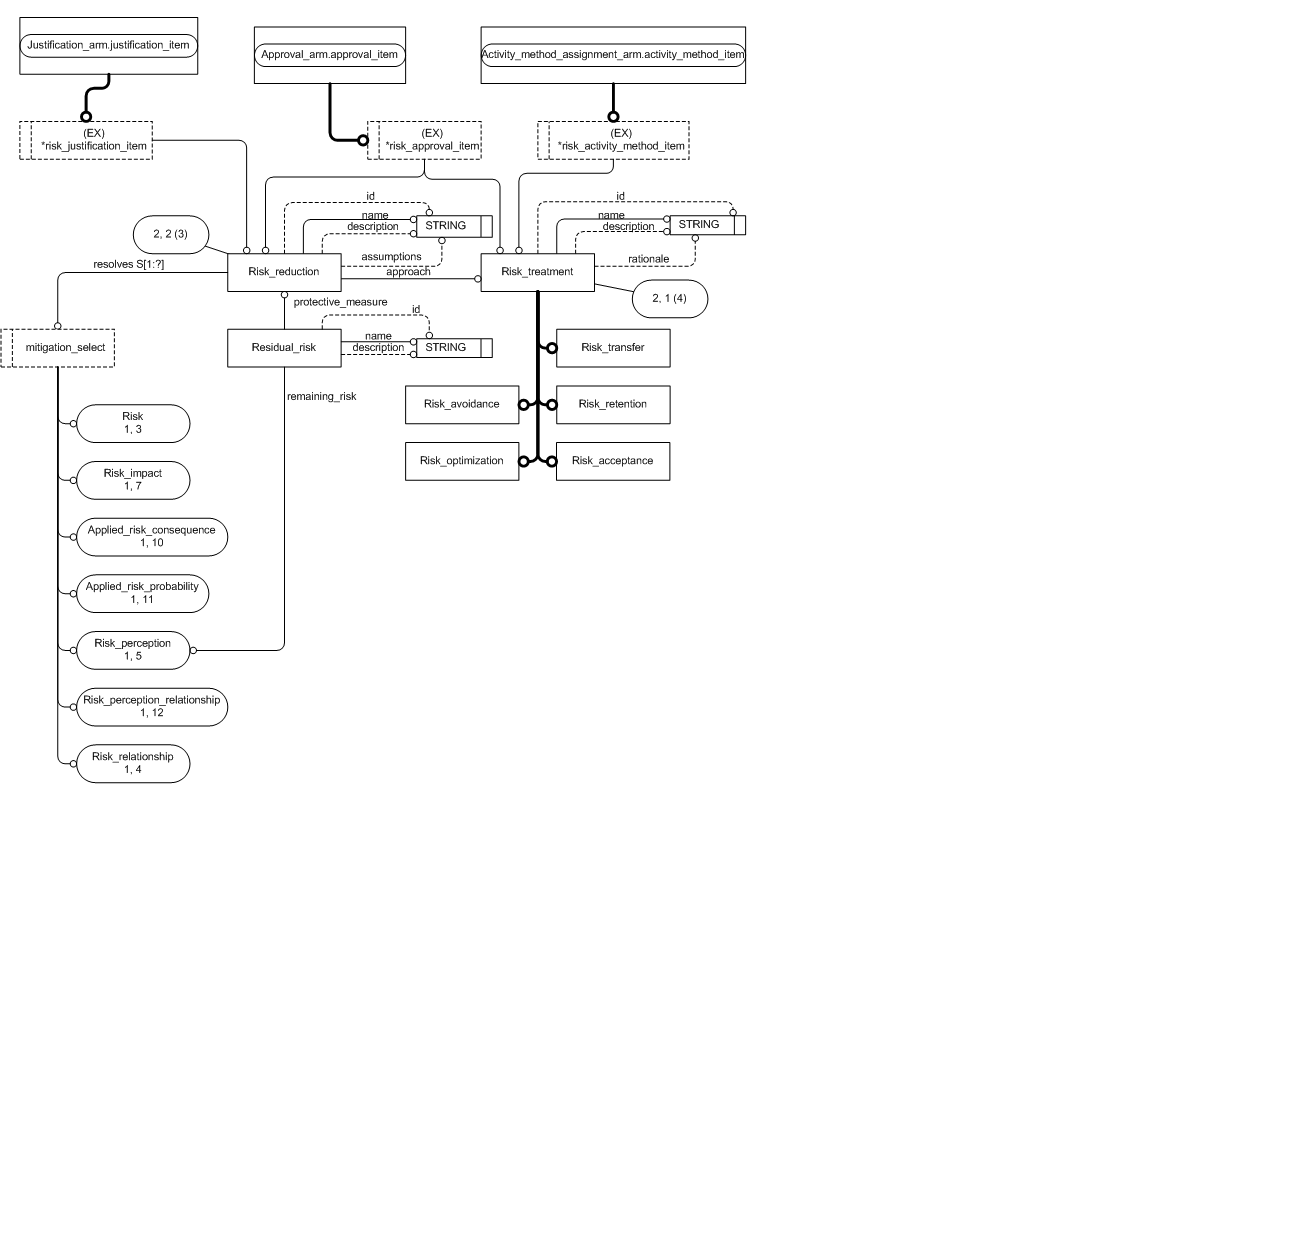 Justification_arm.justification_item
Approval_arm.approval_item
Activity_method_assignment_arm.activity_method_item
(EX)
*risk_justification_item
(EX)
*risk_approval_item
(EX)
*risk_activity_method_item
id
name
description
STRING
assumptions
approach
id
name
description
STRING
rationale
2, 2 (3)
resolves S[1:?]
Risk_reduction
Risk_treatment
2, 1 (4)
protective_measure
id
name
description
STRING
mitigation_select
Residual_risk
remaining_risk
Risk_transfer
Risk_avoidance
Risk_retention
Risk_optimization
Risk_acceptance
Risk
1, 3
Risk_impact
1, 7
Applied_risk_consequence
1, 10
Applied_risk_probability
1, 11
Risk_perception
1, 5
Risk_perception_relationship
1, 12
Risk_relationship
1, 4